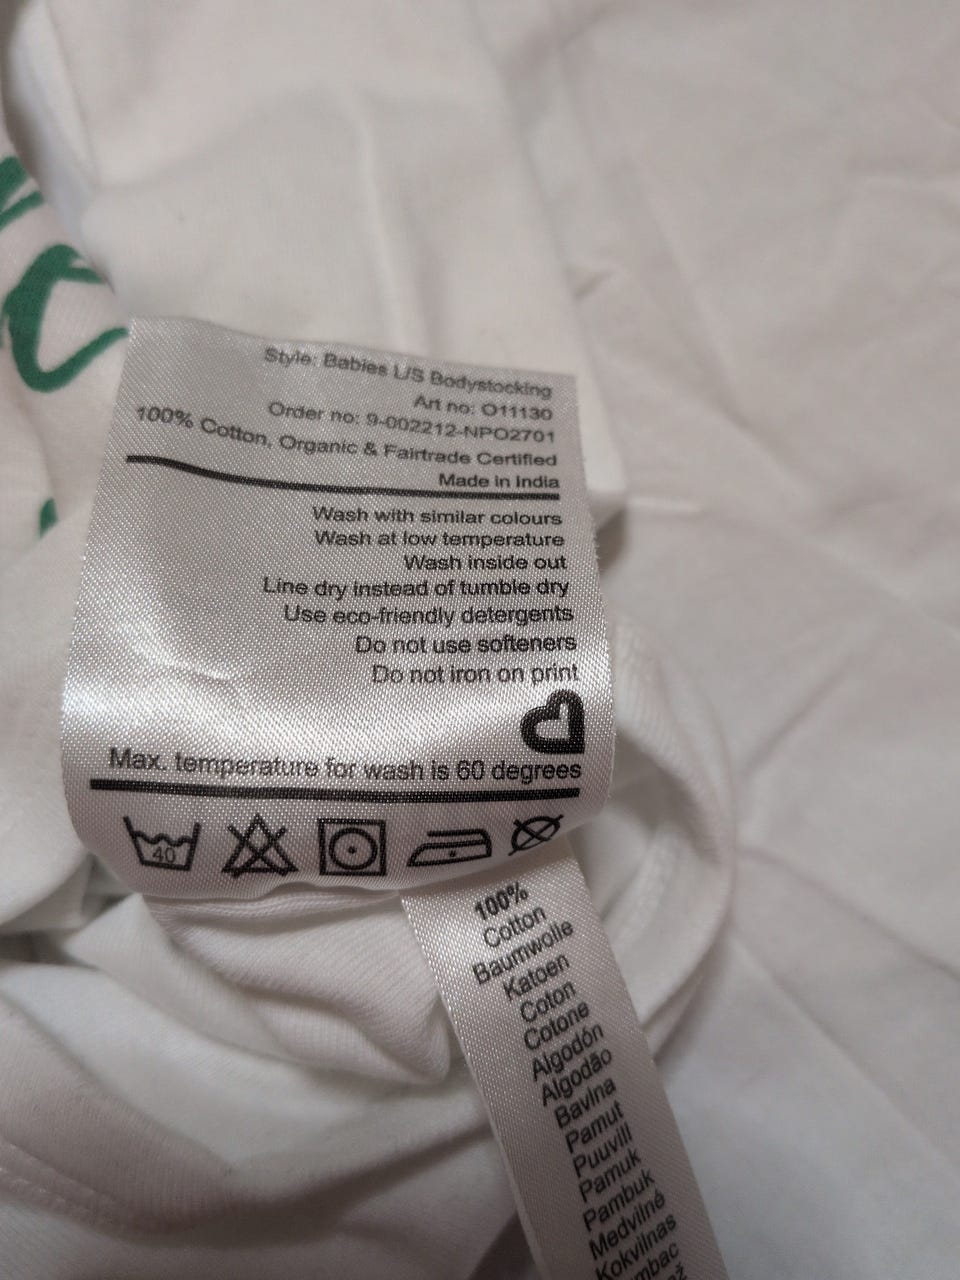 Style: Babies L/S Bodystocking
Art no: O11130
Order no: 9-002212-NPO2701
100% Cotton, Organic & Fairtrade Certified
Made in India
Wash with similar colours
Wash at low temperature
Wash inside out
Line dry instead of tumble dry
Use eco-friendly detergents
Do not use softeners
Do not iron on print
Max. temperature for wash is 60 degrees
40
100%
Cotton
Baumwolle
Katoen
Coton
Cotone
Algodón
Algodão
Bavlna
Pamut
Puuvill
Pamuk
Pambuk
Medvilnė
Kokvilnas